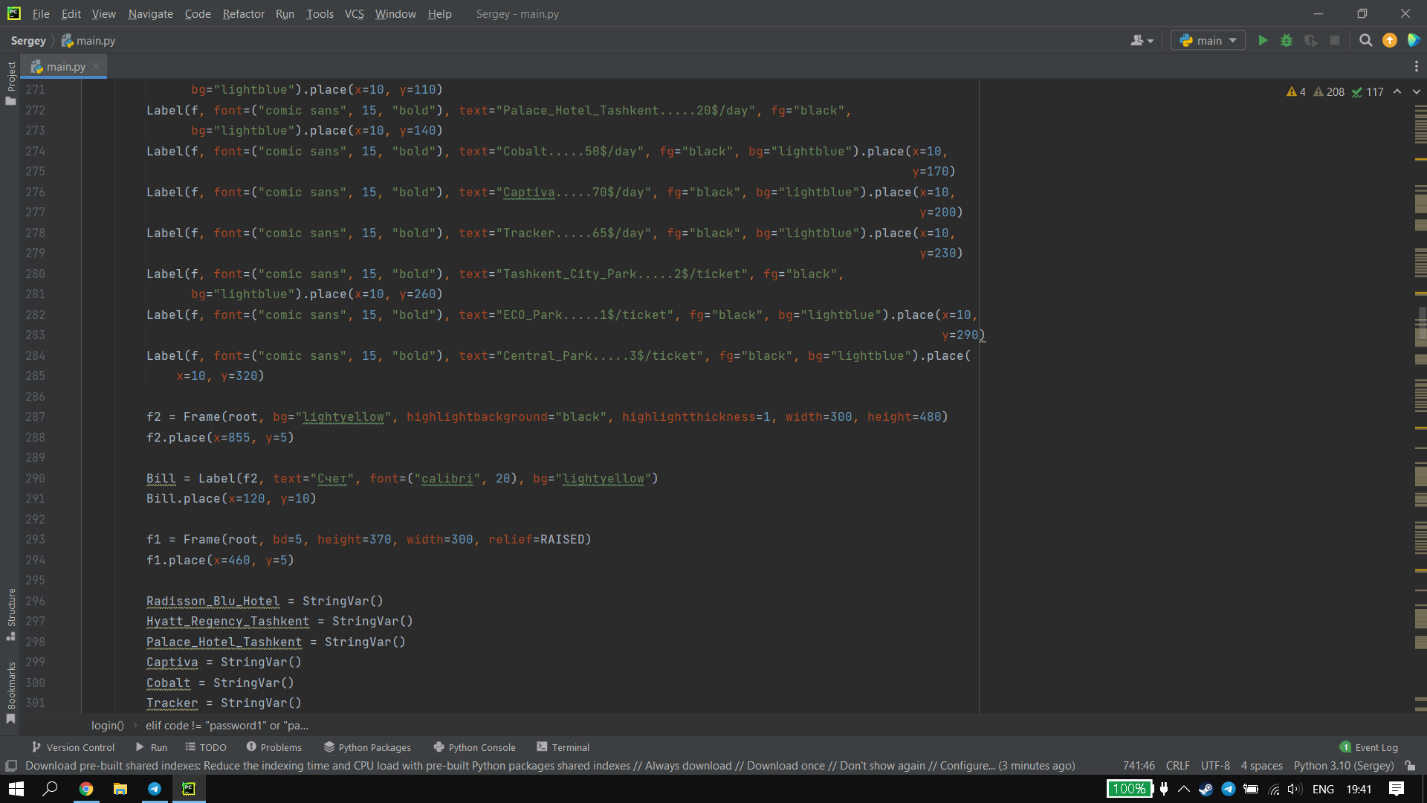 File Edit View Navigate Code Refactor Run Tools VCS Window Help Sergey - main.py
Sergey main.py main
Project main.py
4 208 117
271 bg="lightblue").place(x=10, y=110)
272 Label(f, font=("comic sans", 15, "bold"), text="Palace_Hotel_Tashkent.....20$/day", fg="black",
273 bg="lightblue").place(x=10, y=140)
274 Label(f, font=("comic sans", 15, "bold"), text="Cobalt.....50$/day", fg="black", bg="lightblue").place(x=10,
275 y=170)
276 Label(f, font=("comic sans", 15, "bold"), text="Captiva.....70$/day", fg="black", bg="lightblue").place(x=10,
277 y=200)
278 Label(f, font=("comic sans", 15, "bold"), text="Tracker.....65$/day", fg="black", bg="lightblue").place(x=10,
279 y=230)
280 Label(f, font=("comic sans", 15, "bold"), text="Tashkent_City_Park.....2$/ticket", fg="black",
281 bg="lightblue").place(x=10, y=260)
282 Label(f, font=("comic sans", 15, "bold"), text="ECO_Park.....1$/ticket", fg="black", bg="lightblue").place(x=10,
283 y=290)
284 Label(f, font=("comic sans", 15, "bold"), text="Central_Park.....3$/ticket", fg="black", bg="lightblue").place(
285 x=10, y=320)
286
287 f2 = Frame(root, bg="lightyellow", highlightbackground="black", highlightthickness=1, width=300, height=480)
288 f2.place(x=855, y=5)
289
290 Bill = Label(f2, text="Счет", font=("calibri", 20), bg="lightyellow")
291 Bill.place(x=120, y=10)
292
293 f1 = Frame(root, bd=5, height=370, width=300, relief=RAISED)
294 f1.place(x=460, y=5)
295
296 Radisson_Blu_Hotel = StringVar()
297 Hyatt_Regency_Tashkent = StringVar()
298 Palace_Hotel_Tashkent = StringVar()
299 Captiva = StringVar()
300 Cobalt = StringVar()
301 Tracker = StringVar()
Structure
Bookmarks
login() elif code != "password1" or "pa...
Version Control Run TODO Problems Python Packages Python Console Terminal 1 Event Log
Download pre-built shared indexes: Reduce the indexing time and CPU load with pre-built Python packages shared indexes // Always download // Download once // Don't show again // Configure... (3 minutes ago) 741:46 CRLF UTF-8 4 spaces Python 3.10 (Sergey)
100% ENG 19:41